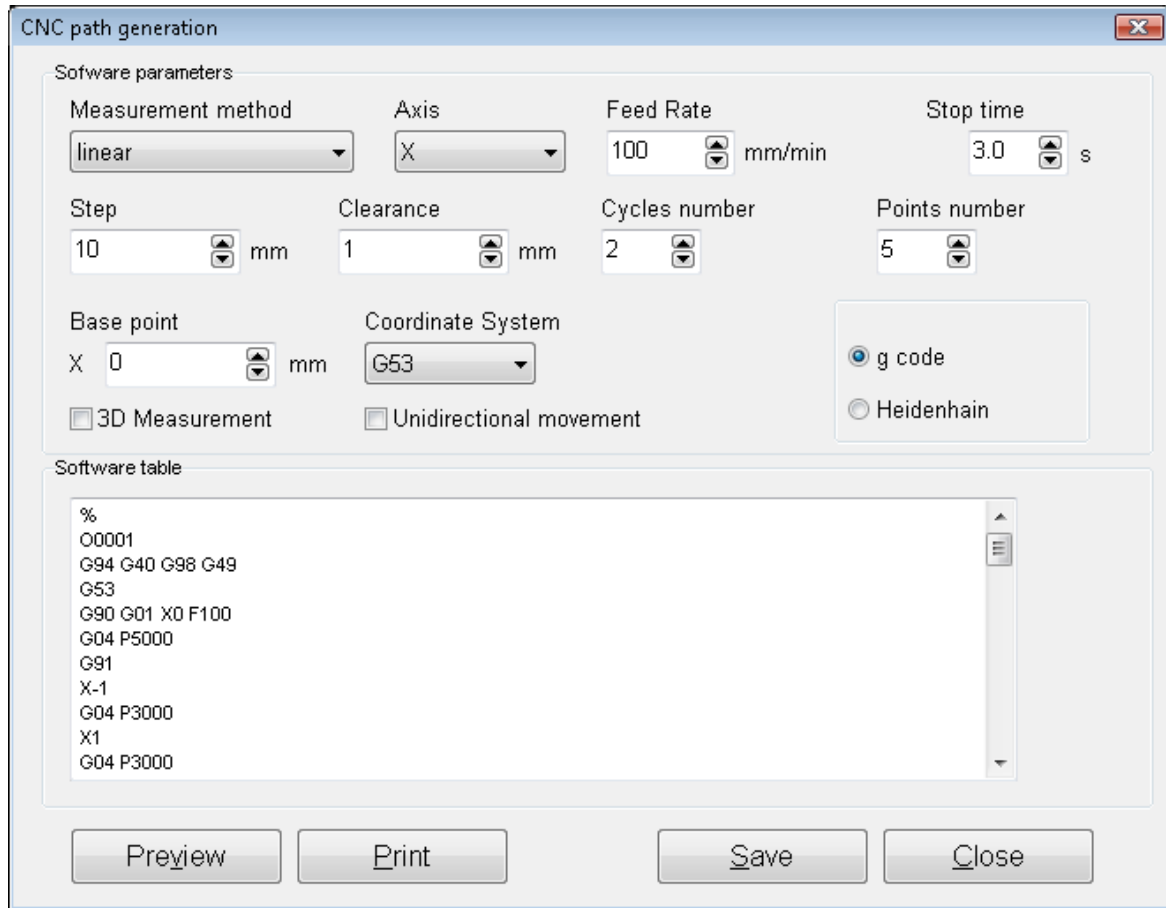 CNC path generation
Sofware parameters
Measurement method Axis Feed Rate Stop time
linear X 100 mm/min 3.0 s
Step Clearance Cycles number Points number
10 mm 1 mm 2 5
Base point Coordinate System
X 0 mm G53 g code
3D Measurement Unidirectional movement Heidenhain
Software table
%
O0001
G94 G40 G98 G49
G53
G90 G01 X0 F100
G04 P5000
G91
X-1
G04 P3000
X1
G04 P3000
Preview Print Save Close